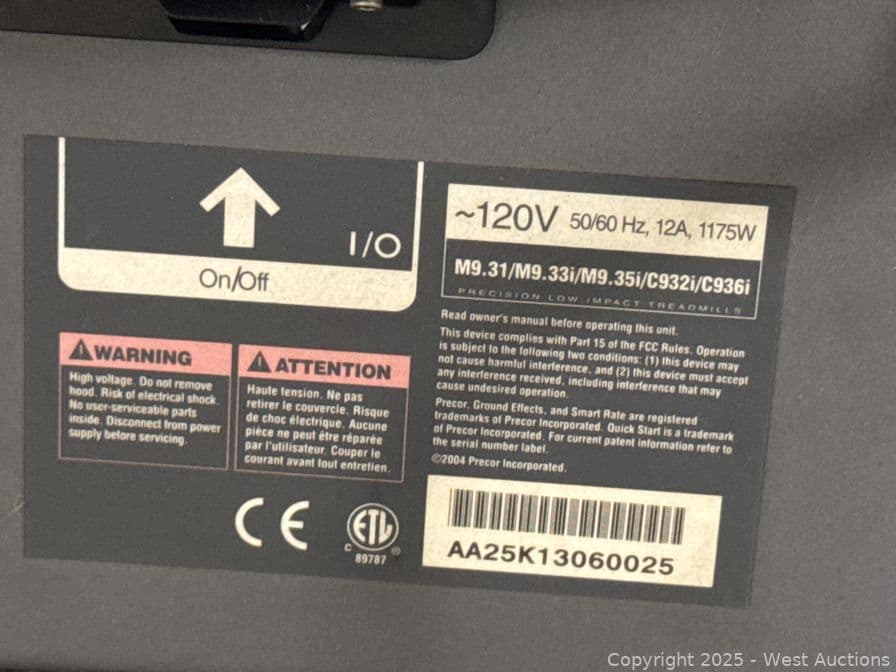 I/O
On/Off
~120V 50/60 Hz, 12A, 1175W
M9.31/M9.33i/M9.35i/C932i/C936i
PRECISION LOW IMPACT TREADMILLS
Read owner's manual before operating this unit.
This device complies with Part 15 of the FCC Rules. Operation
is subject to the following two conditions: (1) this device may
not cause harmful interference, and (2) this device must accept
any interference received, including interference that may
cause undesired operation.
Precor, Ground Effects, and Smart Rate are registered
trademarks of Precor Incorporated. Quick Start is a trademark
of Precor Incorporated. For current patent information refer to
the serial number label.
©2004 Precor Incorporated.
WARNING
High voltage. Do not remove
hood. Risk of electrical shock.
No user-serviceable parts
inside. Disconnect from power
supply before servicing.
ATTENTION
Haute tension. Ne pas
retirer le couvercle. Risque
de choc électrique. Aucune
pièce ne peut être réparée
par l'utilisateur. Couper le
courant avant tout entretien.
CE
ETL
C ®
89787
AA25K13060025
Copyright 2025 - West Auctions